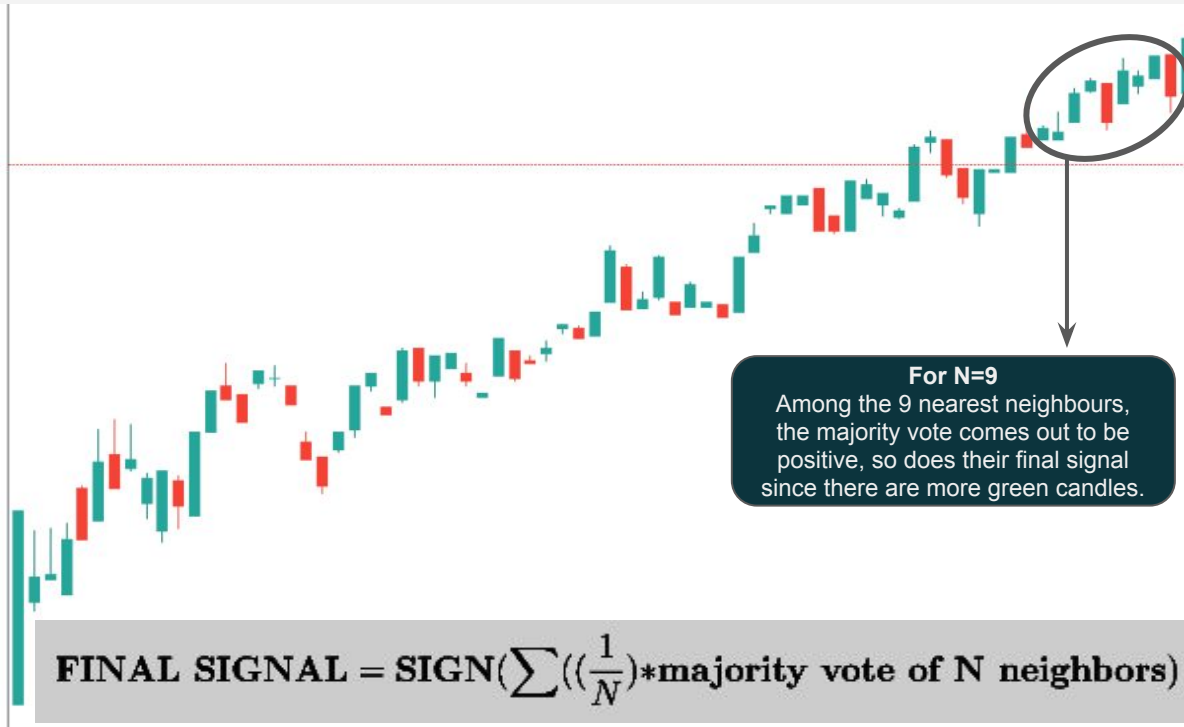 For N=9
Among the 9 nearest neighbours,
the majority vote comes out to be
positive, so does their final signal
since there are more green candles.
FINAL SIGNAL = SIGN(∑((1/N)*majority vote of N neighbors)